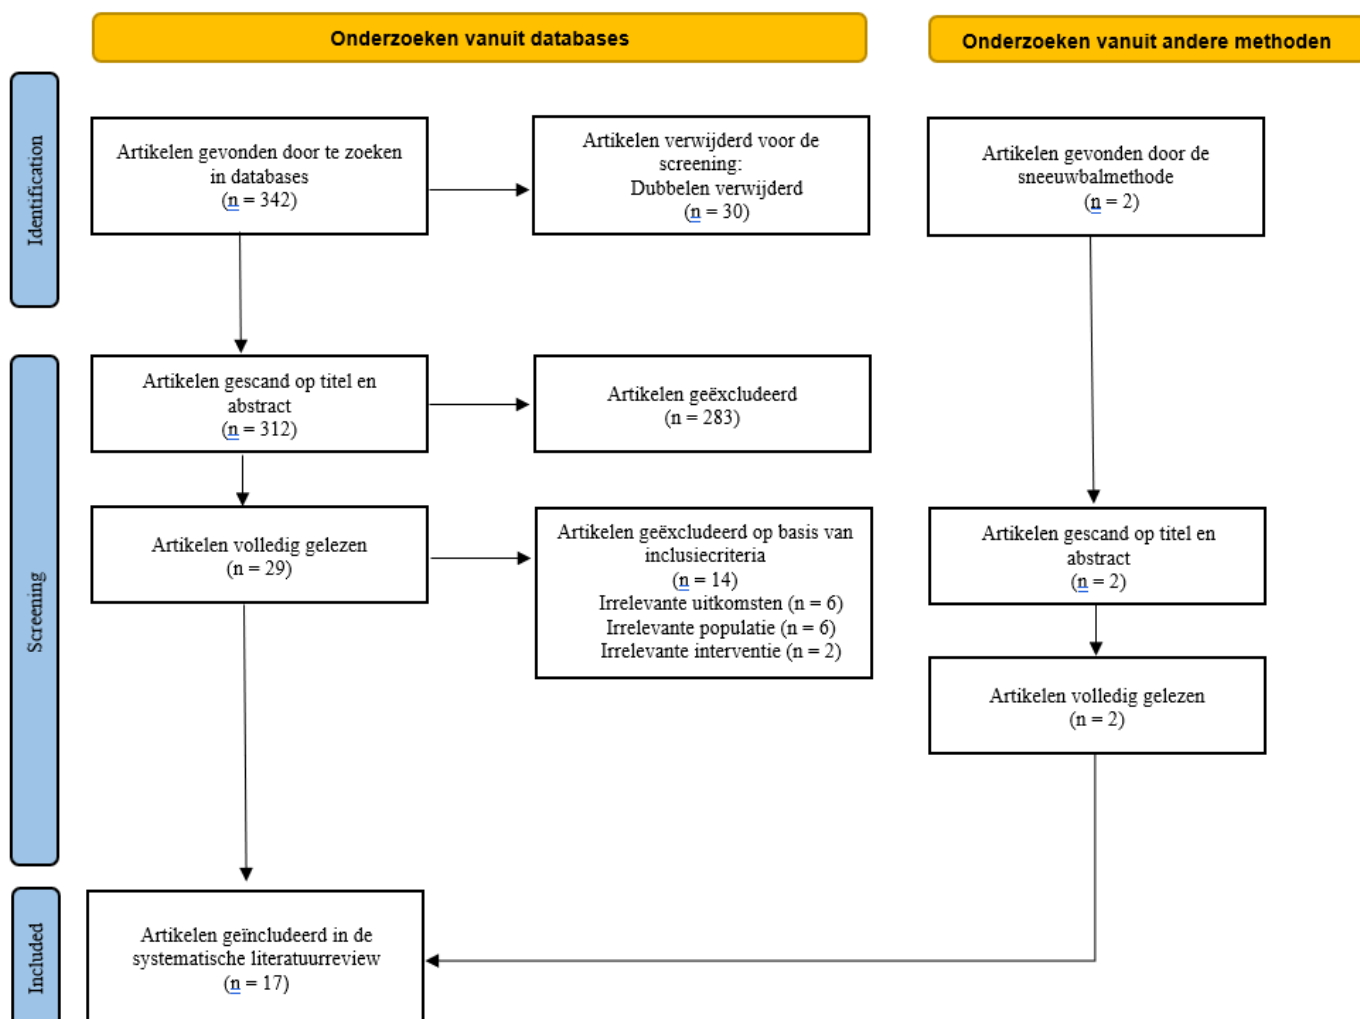 Onderzoeken vanuit databases
Onderzoeken vanuit andere methoden
Identification
Artikelen gevonden door te zoeken
in databases
(n = 342)
Artikelen verwijderd voor de
screening:
Dubbelen verwijderd
(n = 30)
Artikelen gevonden door de
sneeuwbalmethode
(n = 2)
Screening
Artikelen gescand op titel en
abstract
(n = 312)
Artikelen geëxcludeerd
(n = 283)
Artikelen volledig gelezen
(n = 29)
Artikelen geëxcludeerd op basis van
inclusiecriteria
(n = 14)
Irrelevante uitkomsten (n = 6)
Irrelevante populatie (n = 6)
Irrelevante interventie (n = 2)
Artikelen gescand op titel en
abstract
(n = 2)
Artikelen volledig gelezen
(n = 2)
Included
Artikelen geïncludeerd in de
systematische literatuurreview
(n = 17)